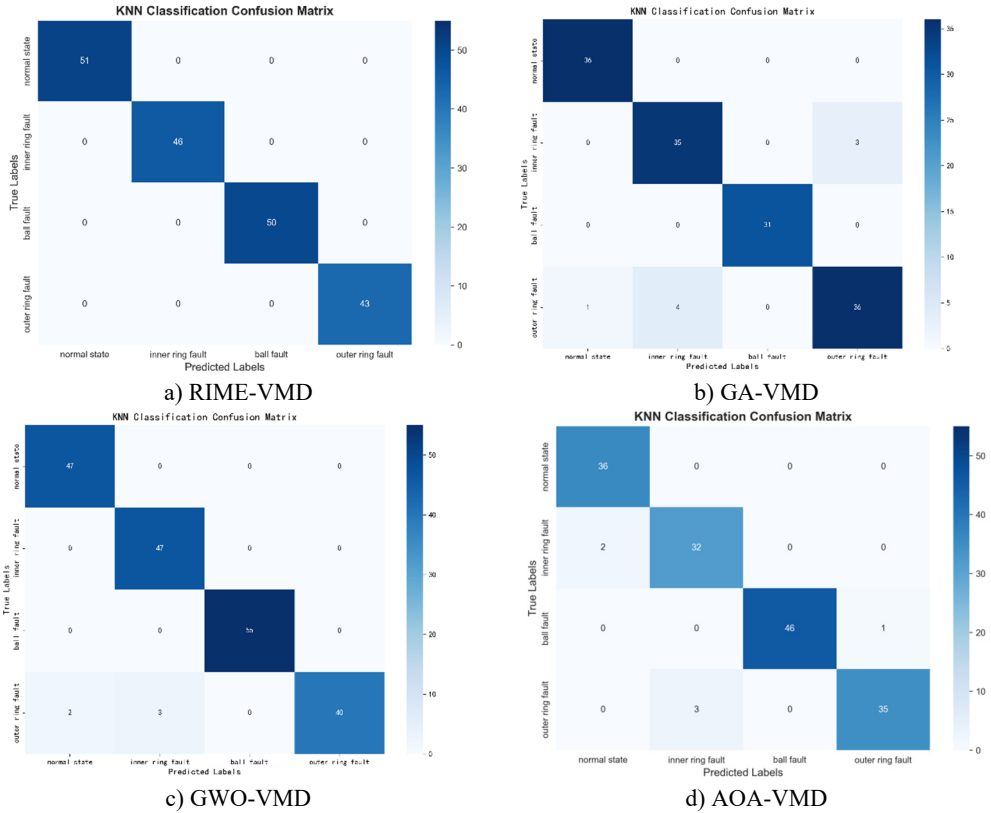 KNN Classification Confusion Matrix
normal state 51 0 0 0 50
inner ring fault 0 46 0 0 40
30
True Labels
ball fault 0 0 50 0 20
10
outer ring fault 0 0 0 43
0
normal state inner ring fault ball fault outer ring fault
Predicted Labels
a) RIME-VMD
KNN Classification Confusion Matrix
35
normal state 36 0 0 0
30
25
inner ring fault 0 35 0 3
20
True Labels
15
ball fault 0 0 31 0
10
5
outer ring fault 1 4 0 36
0
normal state inner ring fault ball fault outer ring fault
Predicted Labels
b) GA-VMD
KNN Classification Confusion Matrix
normal state 47 0 0 0 50
40
inner ring fault 0 47 0 0
30
True Labels
ball fault 0 0 55 0 20
10
outer ring fault 2 3 0 40
0
normal state inner ring fault ball fault outer ring fault
Predicted Labels
c) GWO-VMD
KNN Classification Confusion Matrix
normal state 36 0 0 0 50
40
inner ring fault 2 32 0 0
30
True Labels
ball fault 0 0 46 1 20
10
outer ring fault 0 3 0 35
0
normal state inner ring fault ball fault outer ring fault
Predicted Labels
d) AOA-VMD